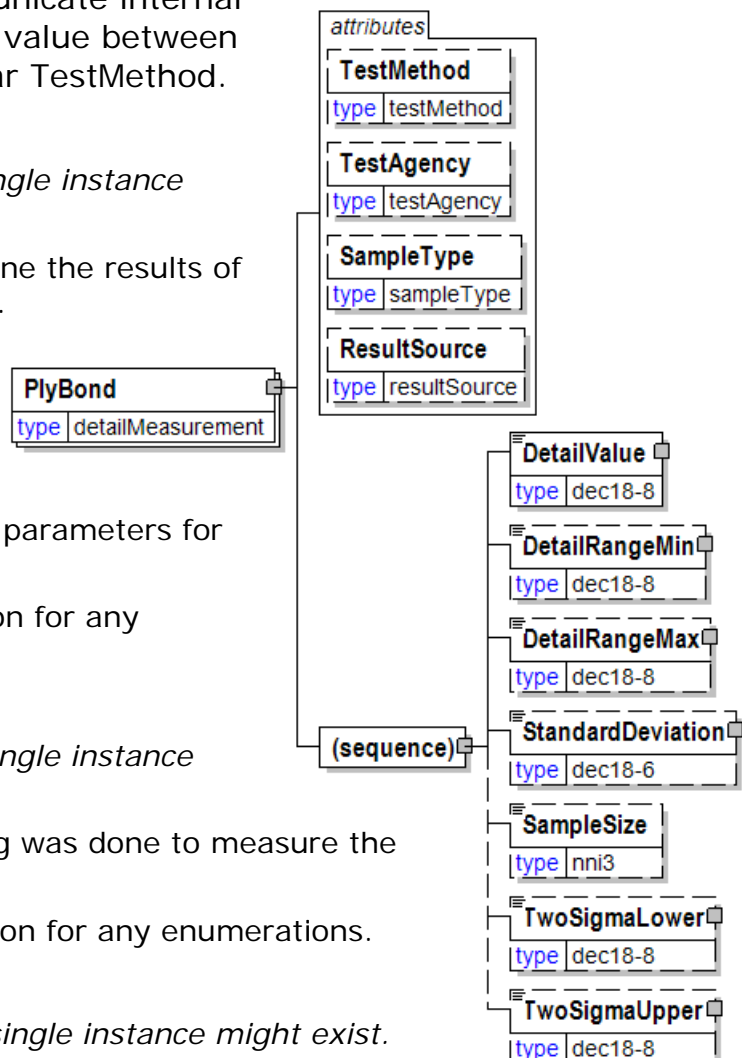 unicate internal
value between
ar TestMethod.
ngle instance
ne the results of
.
parameters for
on for any
ngle instance
g was done to measure the
on for any enumerations.
single instance might exist.
PlyBond
type detailMeasurement
attributes
TestMethod
type testMethod
TestAgency
type testAgency
SampleType
type sampleType
ResultSource
type resultSource
(sequence)
DetailValue
type dec18-8
DetailRangeMin
type dec18-8
DetailRangeMax
type dec18-8
StandardDeviation
type dec18-6
SampleSize
type nni3
TwoSigmaLower
type dec18-8
TwoSigmaUpper
type dec18-8